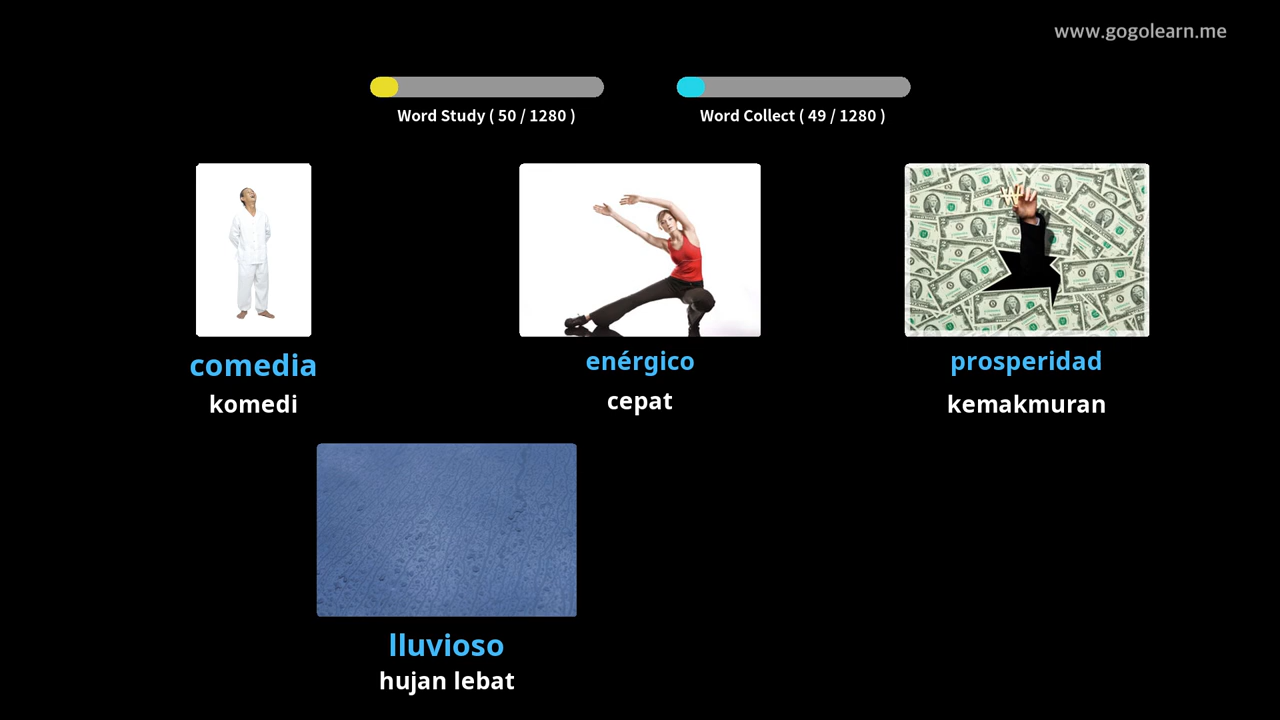 www.gogolearn.me
Word Study ( 50 / 1280 )
Word Collect ( 49 / 1280 )
comedia
komedi
enérgico
cepat
prosperidad
kemakmuran
lluvioso
hujan lebat